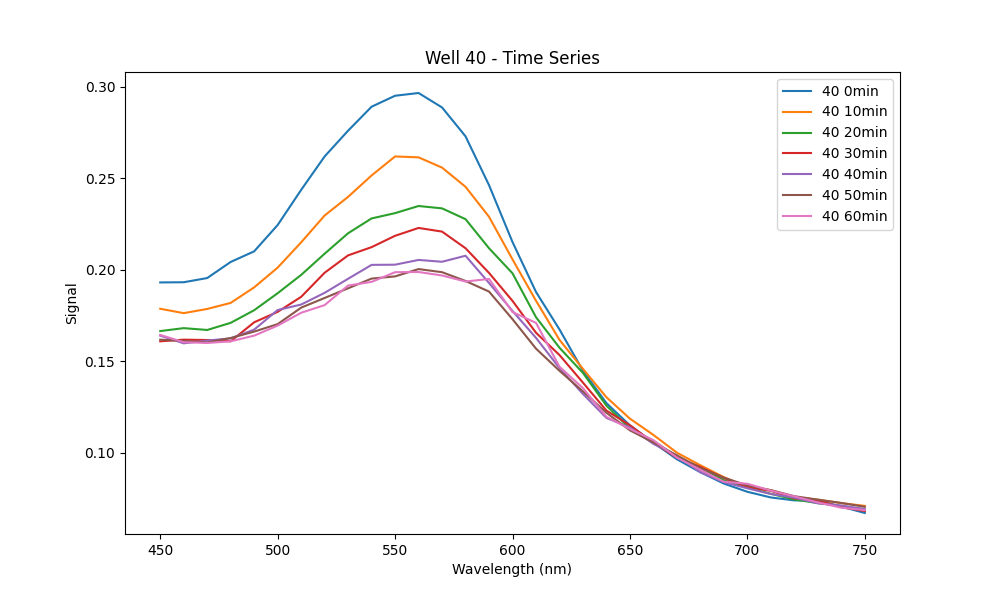 Well 40 - Time Series
40 0min
40 10min
40 20min
40 30min
40 40min
40 50min
40 60min
Signal
0.30
0.25
0.20
0.15
0.10
450 500 550 600 650 700 750
Wavelength (nm)